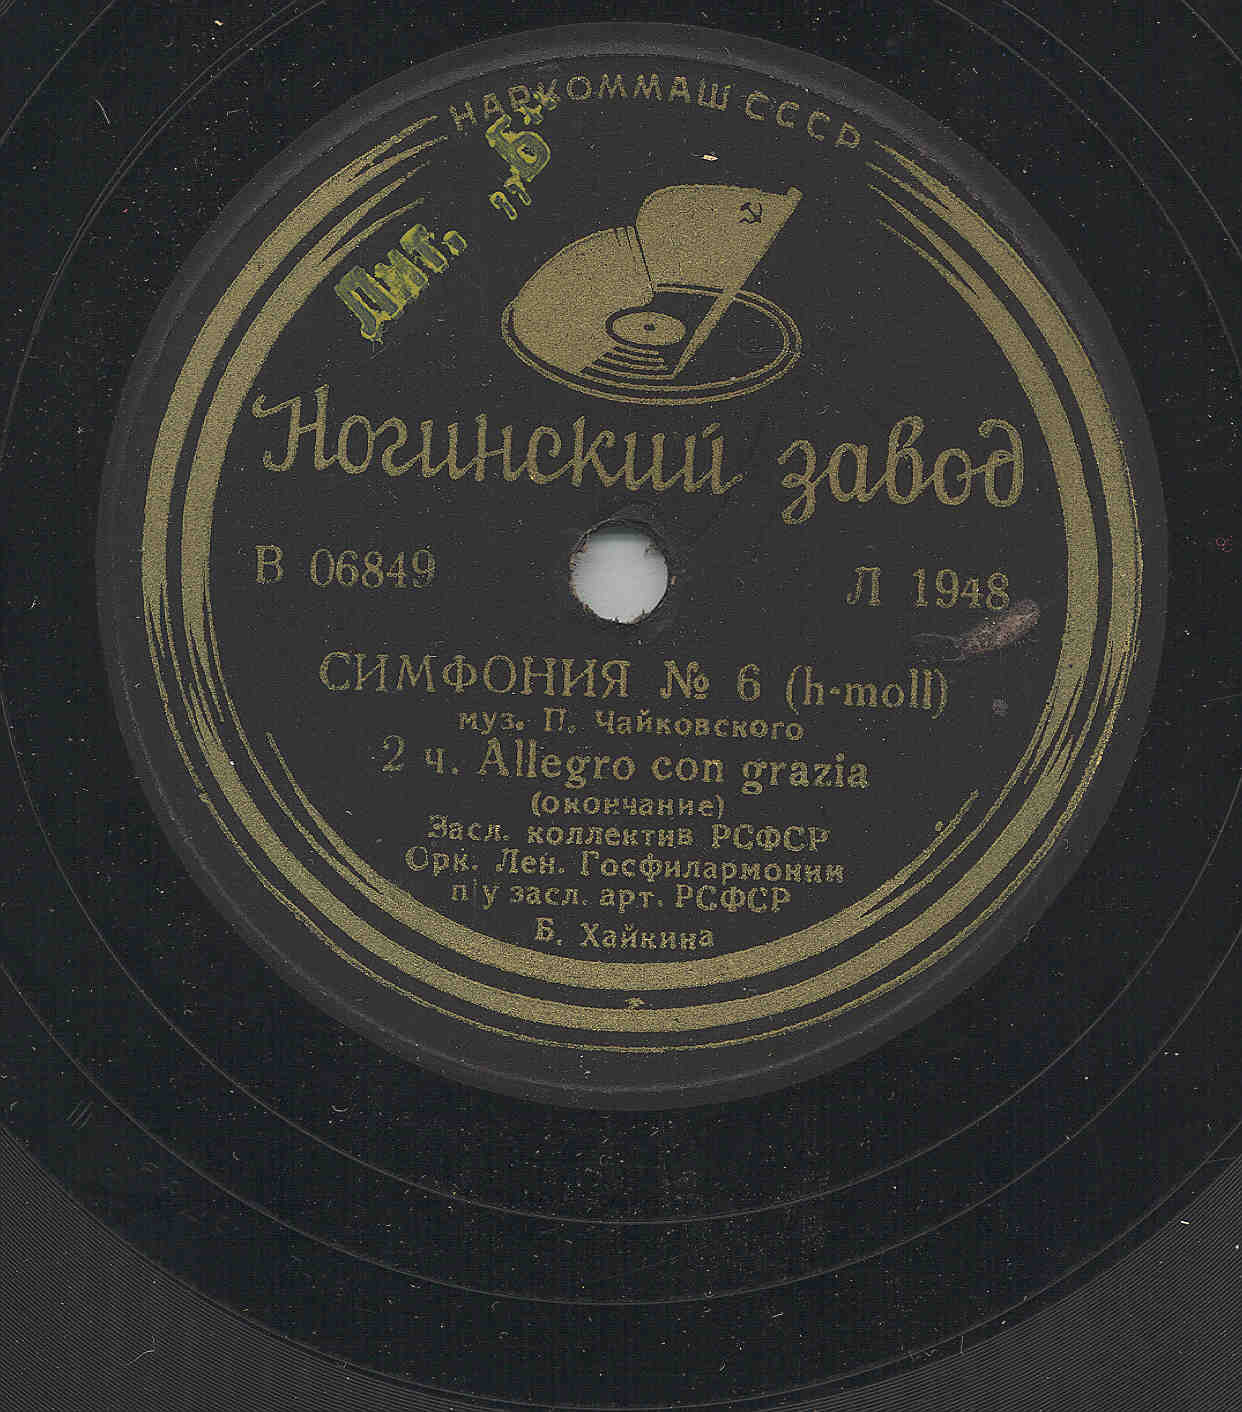 НАРКОММАШ СССР
Лит. „Б"
Ногинский завод
В 06849 Л 1948
СИМФОНИЯ № 6 (h-moll)
муз. П. Чайковского
2 ч. Allegro con grazia
(окончание)
Засл. коллектив РСФСР
Орк. Лен. Госфилармонии
п/у засл. арт. РСФСР
Б. Хайкина